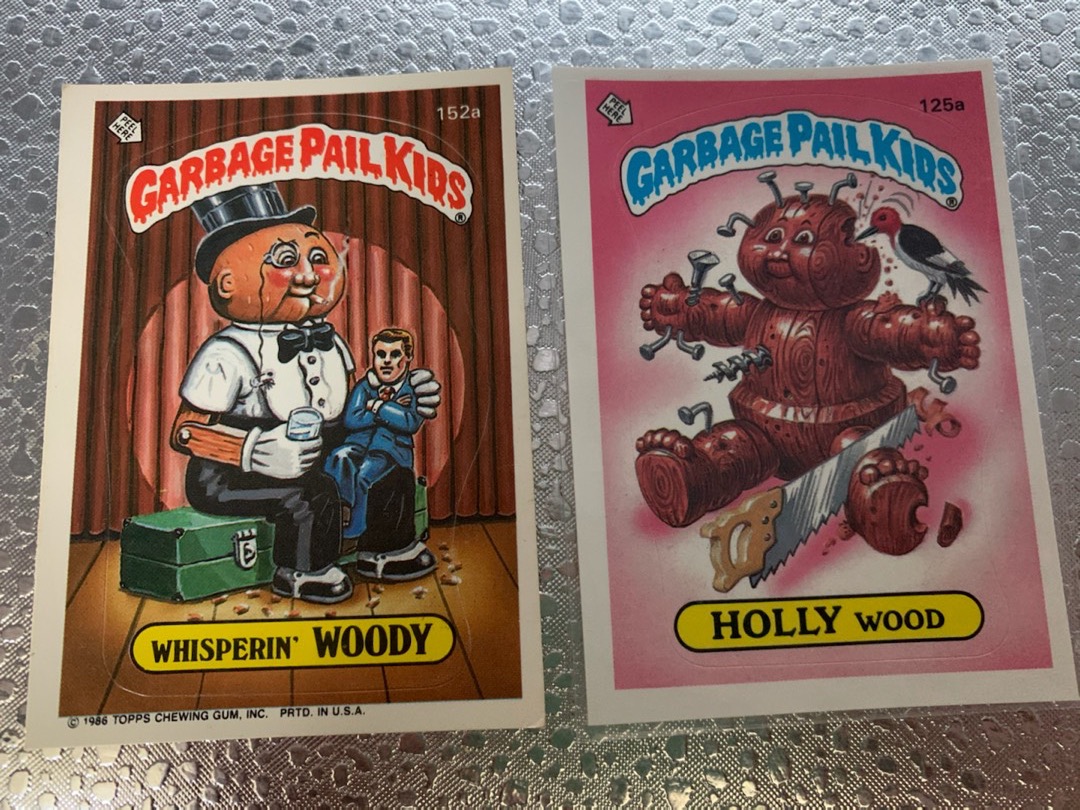 PEEL
HERE
152a
GARBAGE PAIL KIDS®
WHISPERIN' WOODY
© 1986 TOPPS CHEWING GUM, INC. PRTD. IN U.S.A.
PEEL
HERE
125a
GARBAGE PAIL KIDS®
HOLLY WOOD